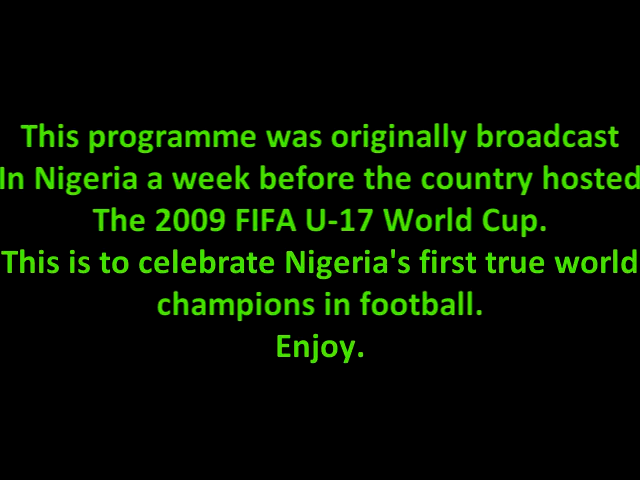 This programme was originally broadcast
In Nigeria a week before the country hosted
The 2009 FIFA U-17 World Cup.
This is to celebrate Nigeria's first true world
champions in football.
Enjoy.